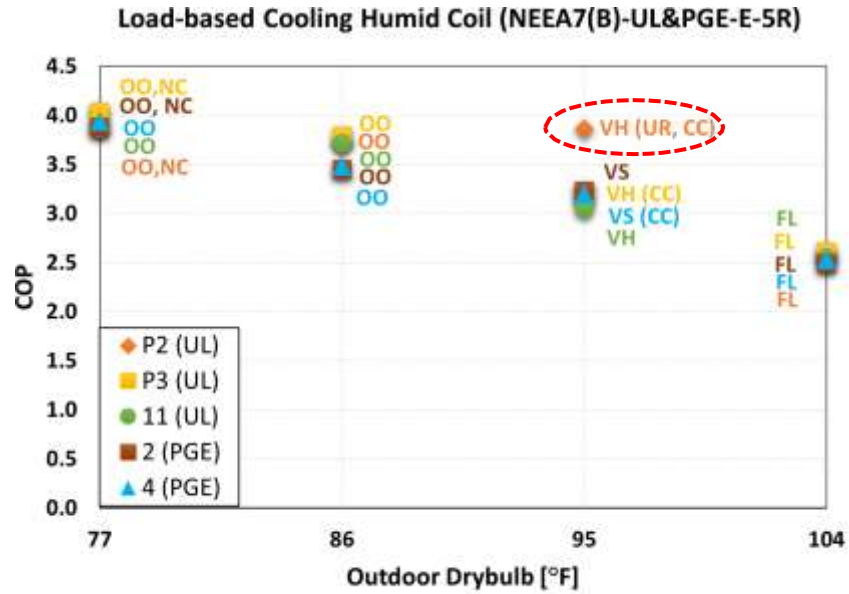 Load-based Cooling Humid Coil (NEEA7(B)-UL&PGE-E-5R)
4.5
4.0
3.5
3.0
2.5
2.0
1.5
1.0
0.5
0.0
COP
OO,NC
OO, NC
OO
OO
OO,NC
OO
OO
OO
OO
OO
VH (UR, CC)
VS
VH (CC)
VS (CC)
VH
FL
FL
FL
FL
FL
P2 (UL)
P3 (UL)
11 (UL)
2 (PGE)
4 (PGE)
77
86
95
104
Outdoor Drybulb [°F]